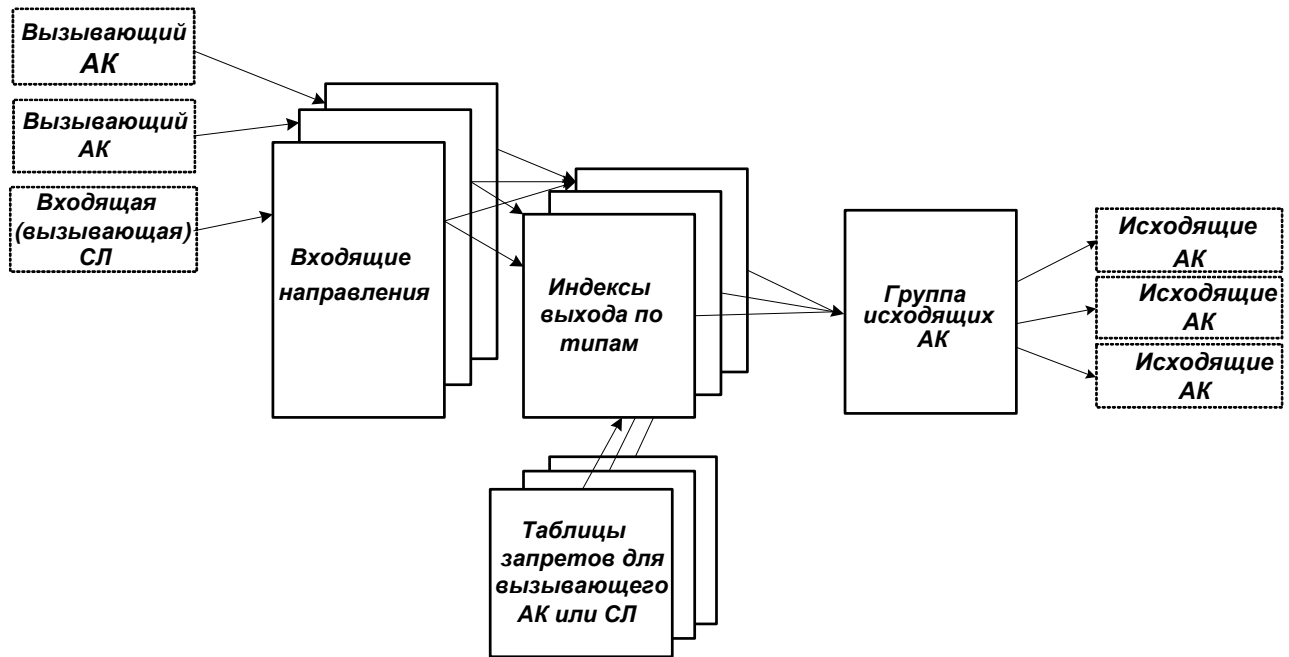 Вызывающий
АК
Вызывающий
АК
Входящая
(вызывающая)
СЛ
Входящие
направления
Индексы
выхода по
типам
Группа
исходящих
АК
Исходящие
АК
Исходящие
АК
Исходящие
АК
Таблицы
запретов для
вызывающего
АК или СЛ